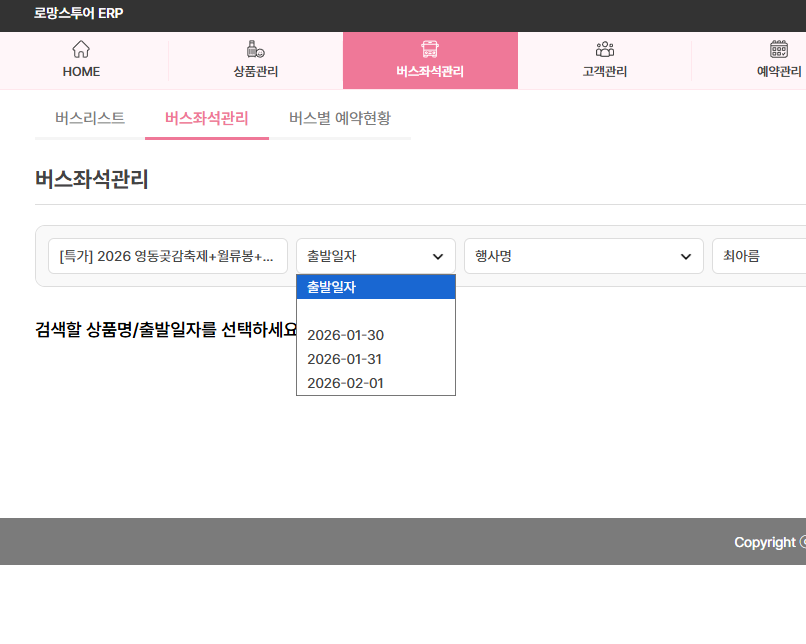 로망스투어 ERP
HOME
상품관리
버스좌석관리
고객관리
예약관리
버스리스트
버스좌석관리
버스별 예약현황
버스좌석관리
[특가] 2026 영동곶감축제+월류봉+...
출발일자
행사명
최아름
출발일자
2026-01-30
2026-01-31
2026-02-01
검색할 상품명/출발일자를 선택하세요
Copyright